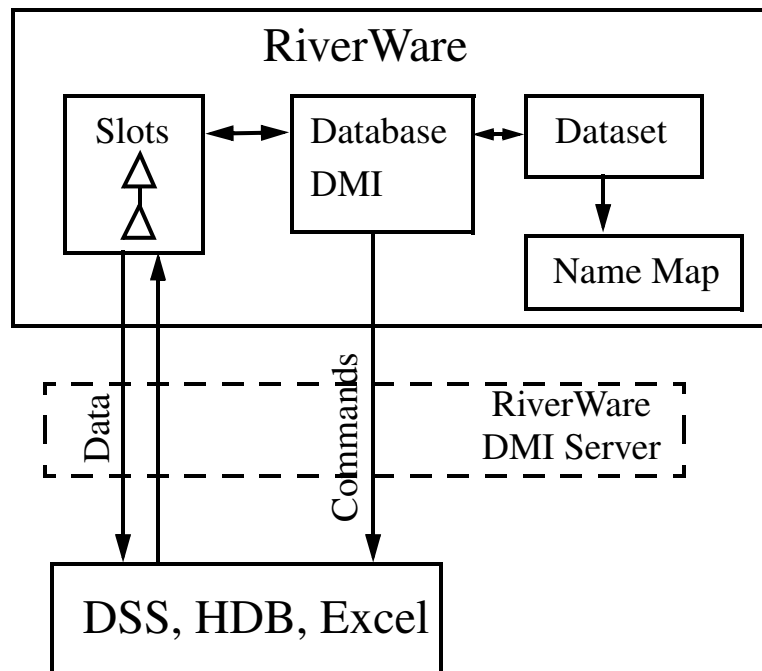 RiverWare
Slots
Database
DMI
Dataset
Name Map
Data
Commands
RiverWare
DMI Server
DSS, HDB, Excel